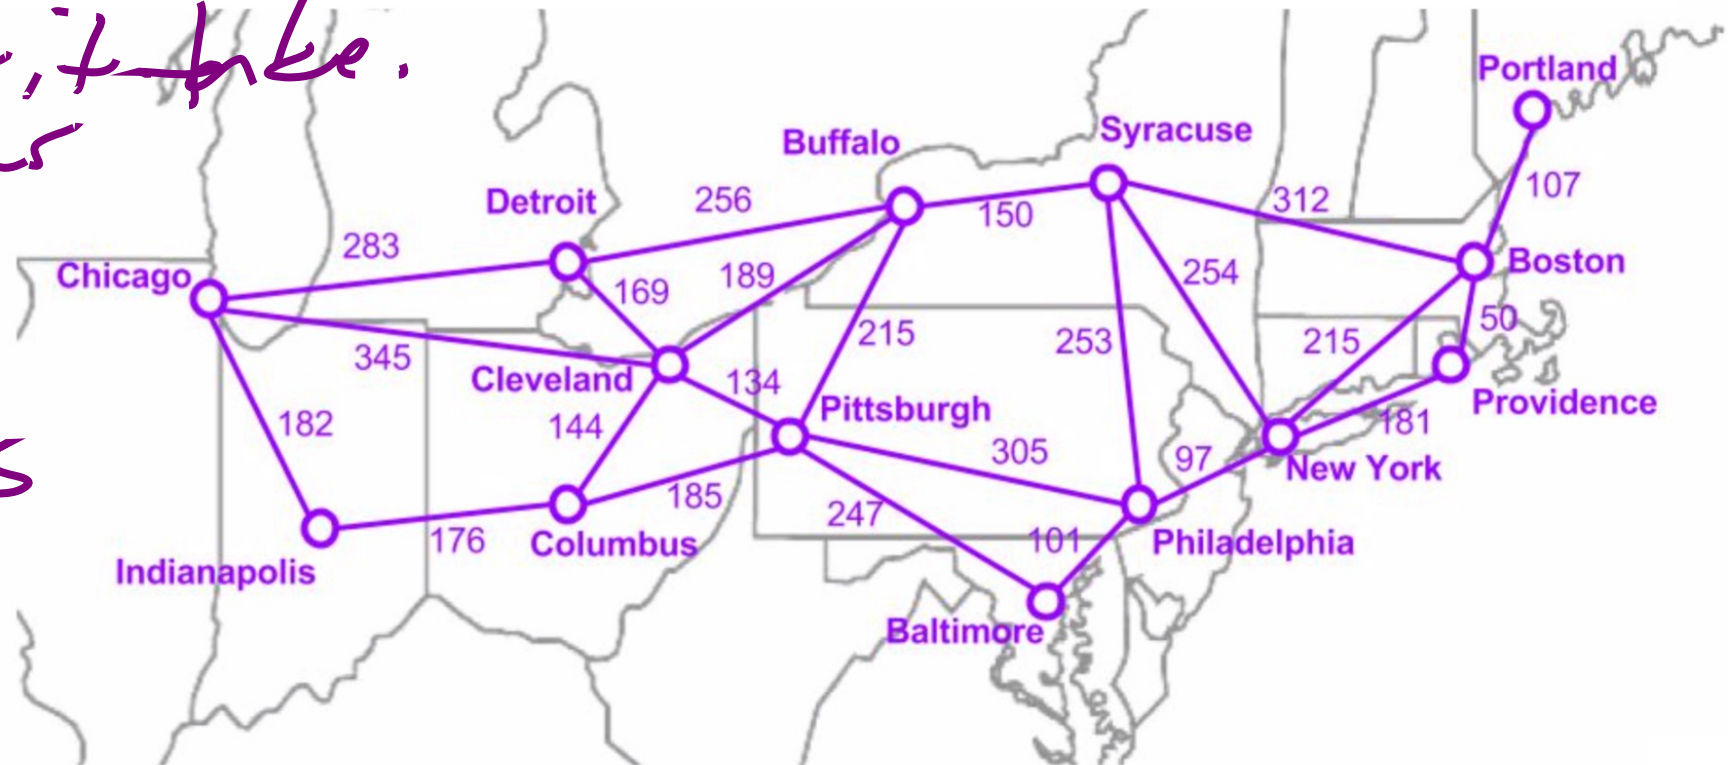 Portland
Syracuse
Buffalo
107
Detroit
256
312
150
283
Boston
Chicago
189
254
169
50
215
253
215
345
Cleveland
134
Providence
Pittsburgh
182
144
181
305
97
New York
185
247
176
Columbus
101
Philadelphia
Indianapolis
Baltimore